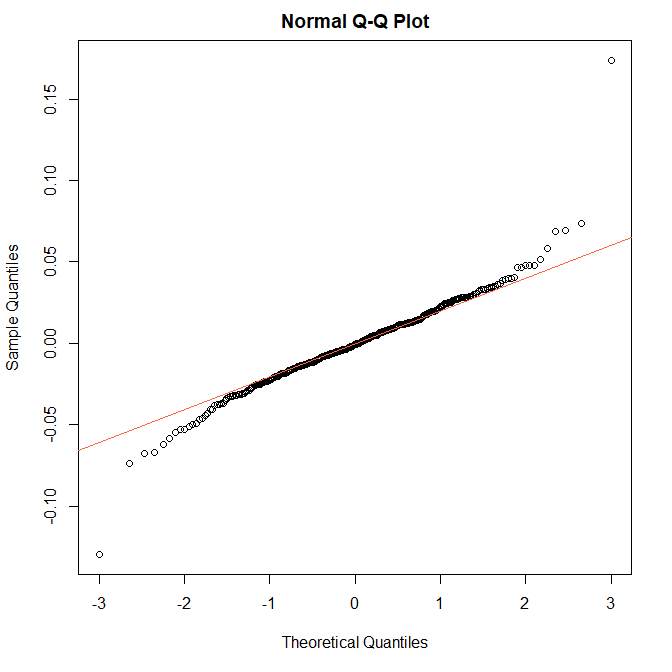 Normal Q-Q Plot
Sample Quantiles
0.15
0.10
0.05
0.00
-0.05
-0.10
-3 -2 -1 0 1 2 3
Theoretical Quantiles